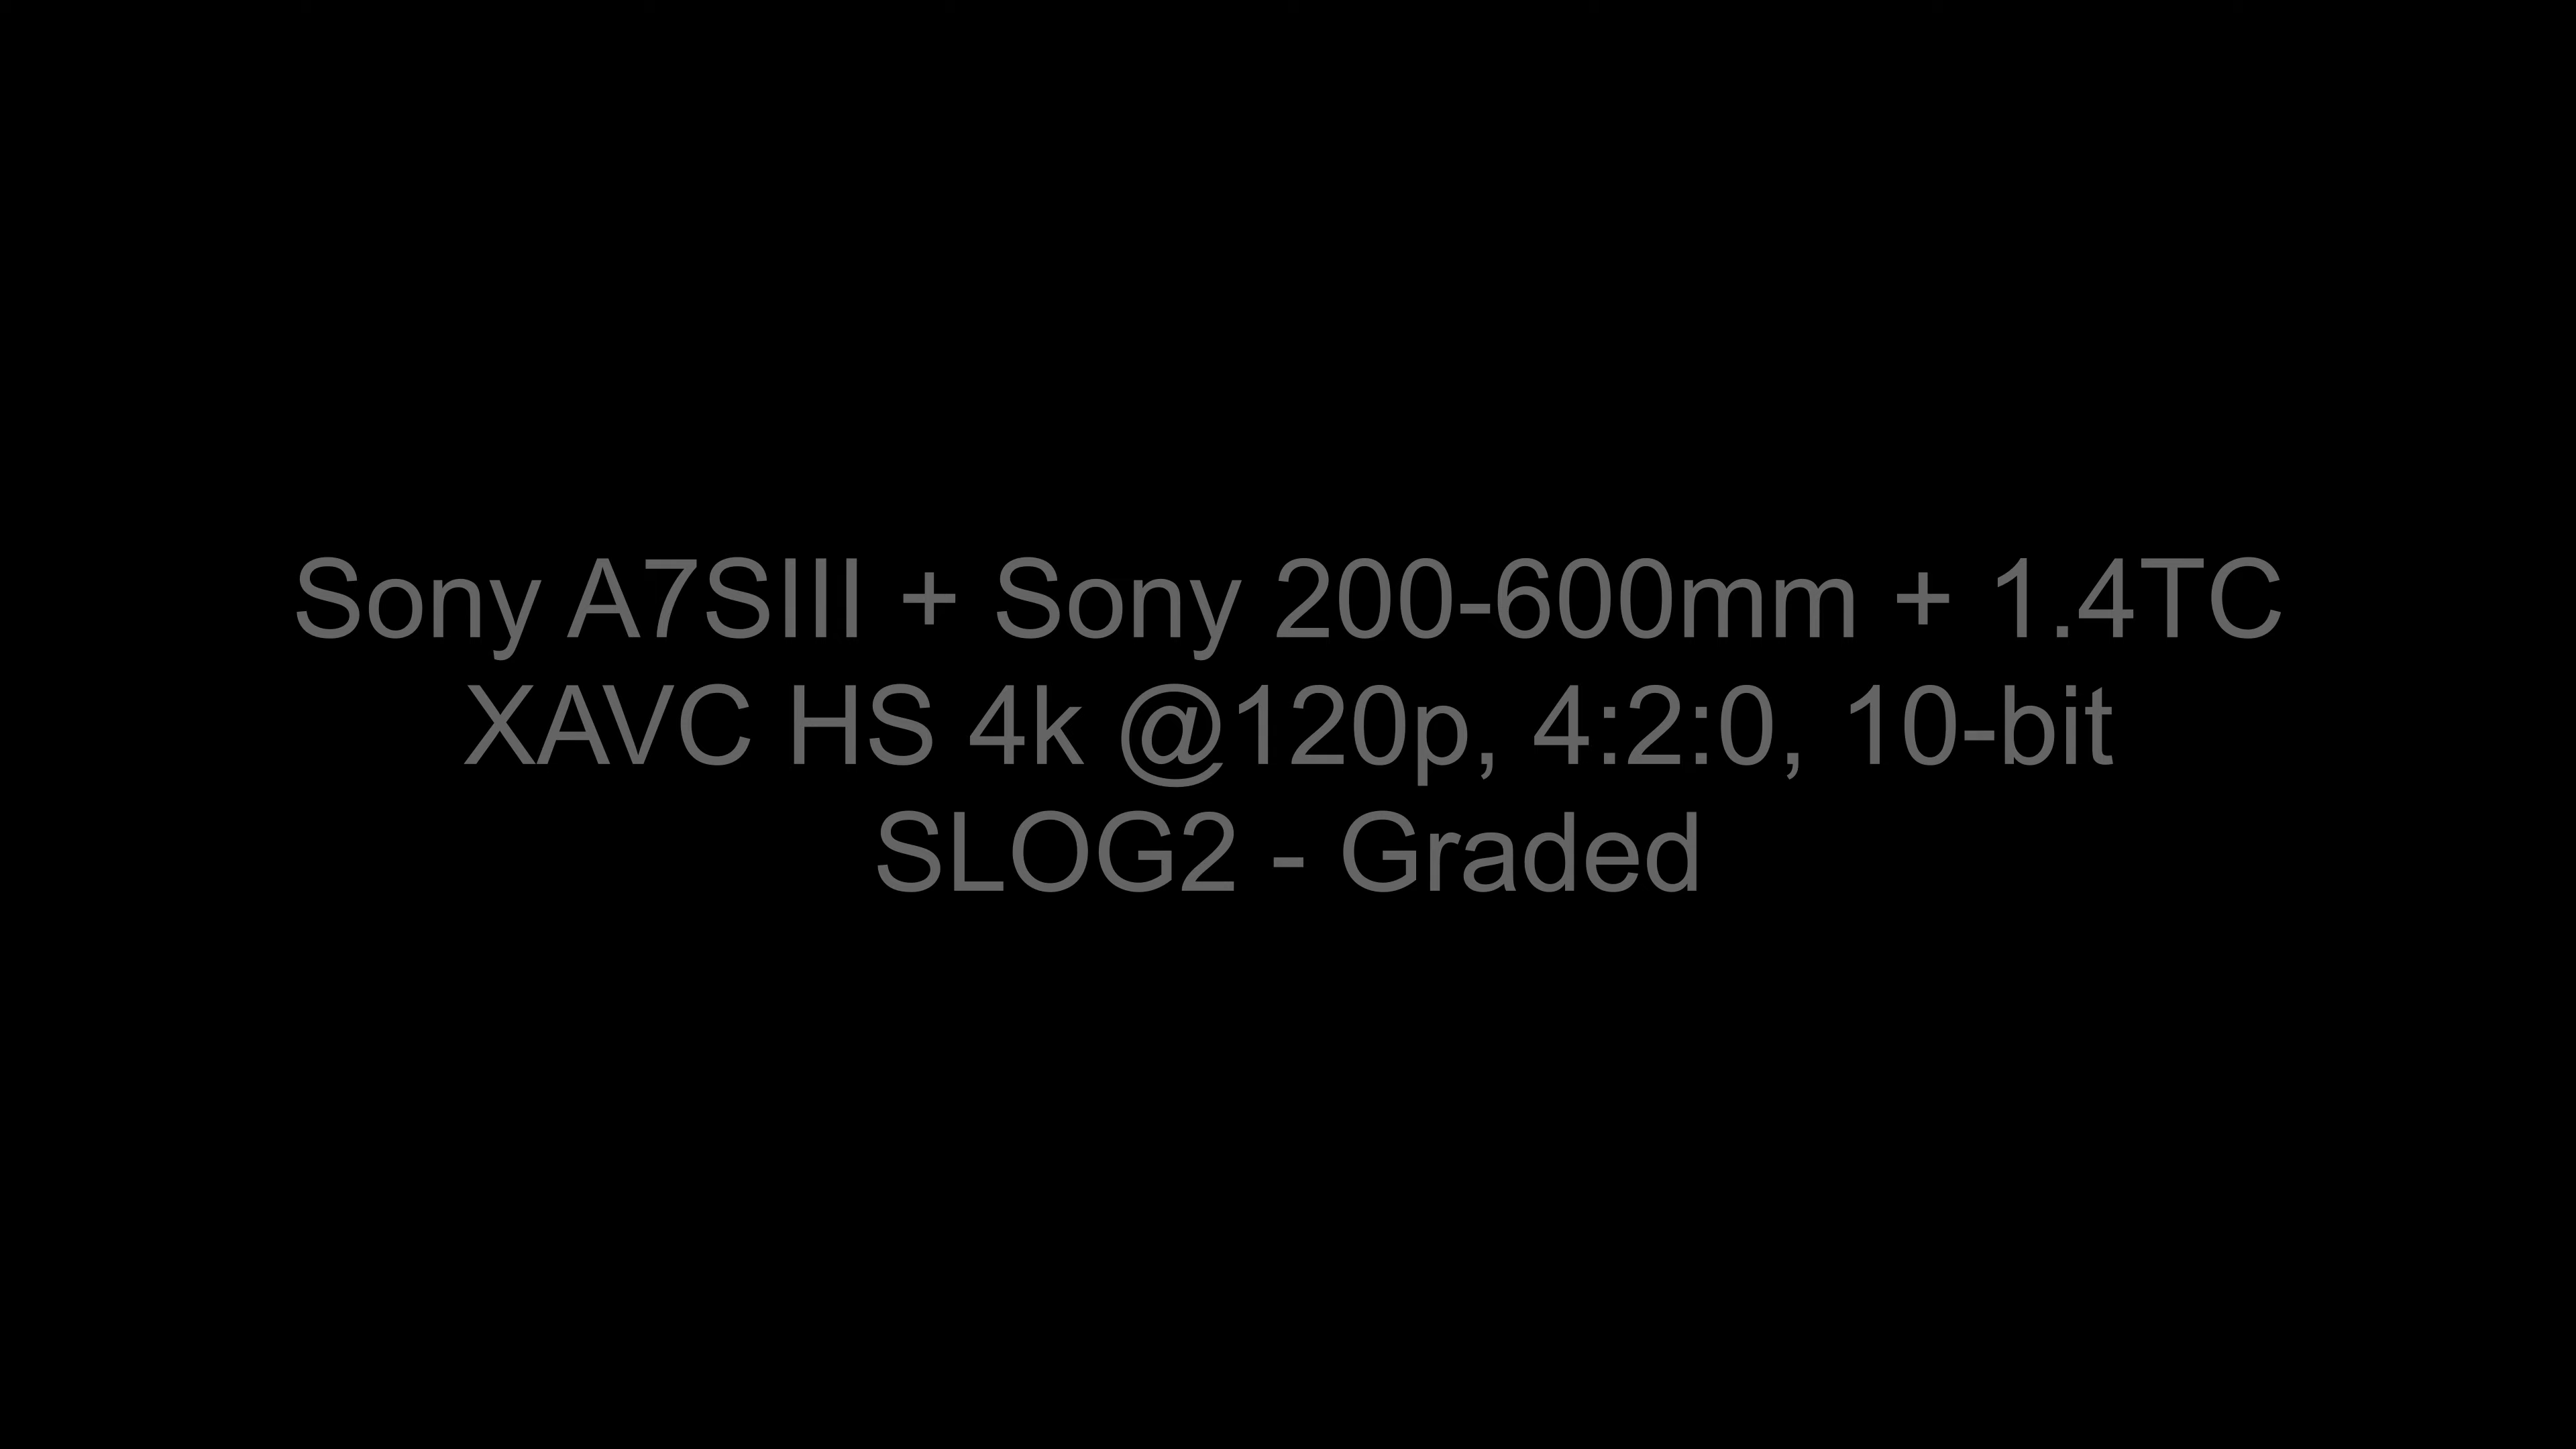 Sony A7SIII + Sony 200-600mm + 1.4TC
XAVC HS 4k @120p, 4:2:0, 10-bit
SLOG2 - Graded